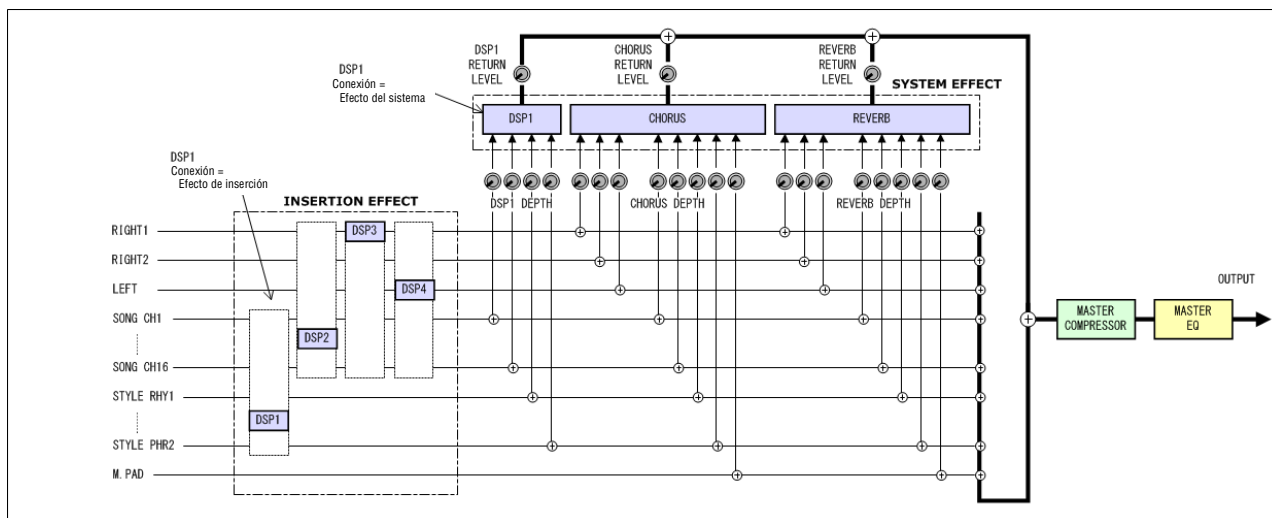 DSP1
RETURN
LEVEL
CHORUS
RETURN
LEVEL
REVERB
RETURN
LEVEL
DSP1
Conexión =
Efecto del sistema
SYSTEM EFFECT
DSP1
CHORUS
REVERB
DSP1
Conexión =
Efecto de inserción
DSP1 DEPTH
CHORUS DEPTH
REVERB DEPTH
INSERTION EFFECT
RIGHT1
DSP3
RIGHT2
LEFT
DSP4
OUTPUT
SONG CH1
DSP2
MASTER
COMPRESSOR
MASTER
EQ
SONG CH16
STYLE RHY1
DSP1
STYLE PHR2
M.PAD